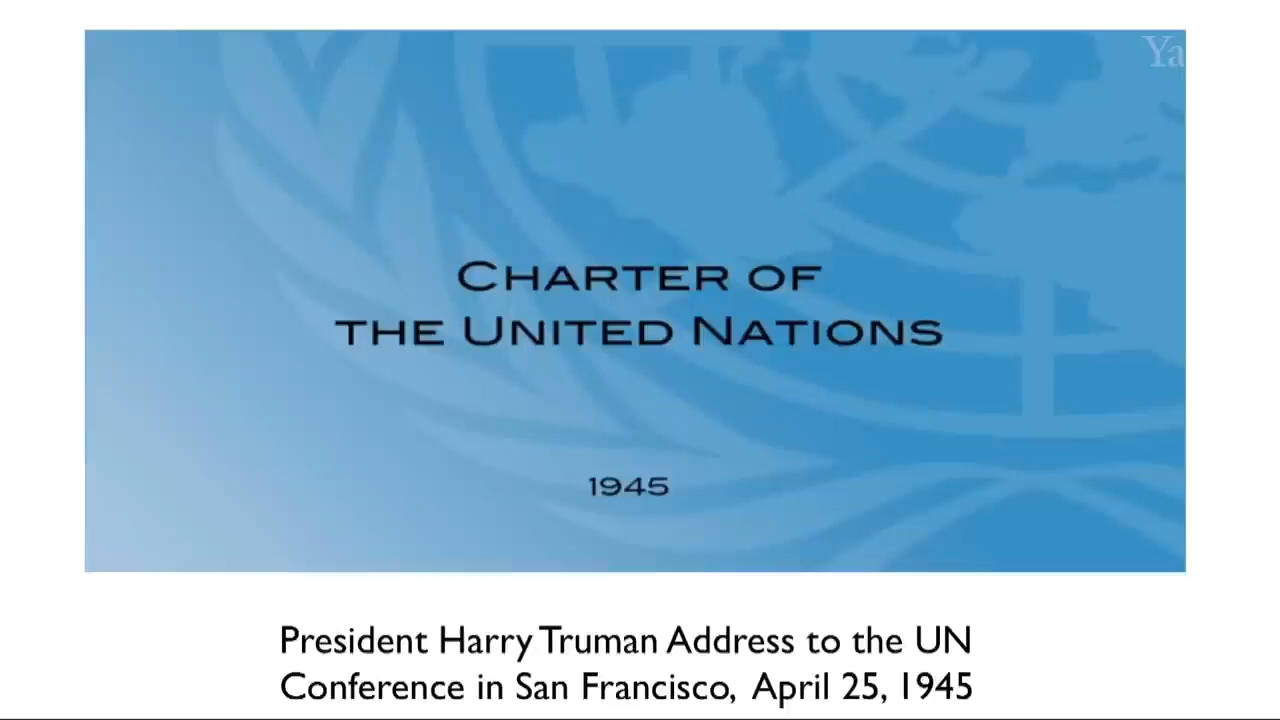 Ya
CHARTER OF
THE UNITED NATIONS
1945
President Harry Truman Address to the UN
Conference in San Francisco, April 25, 1945